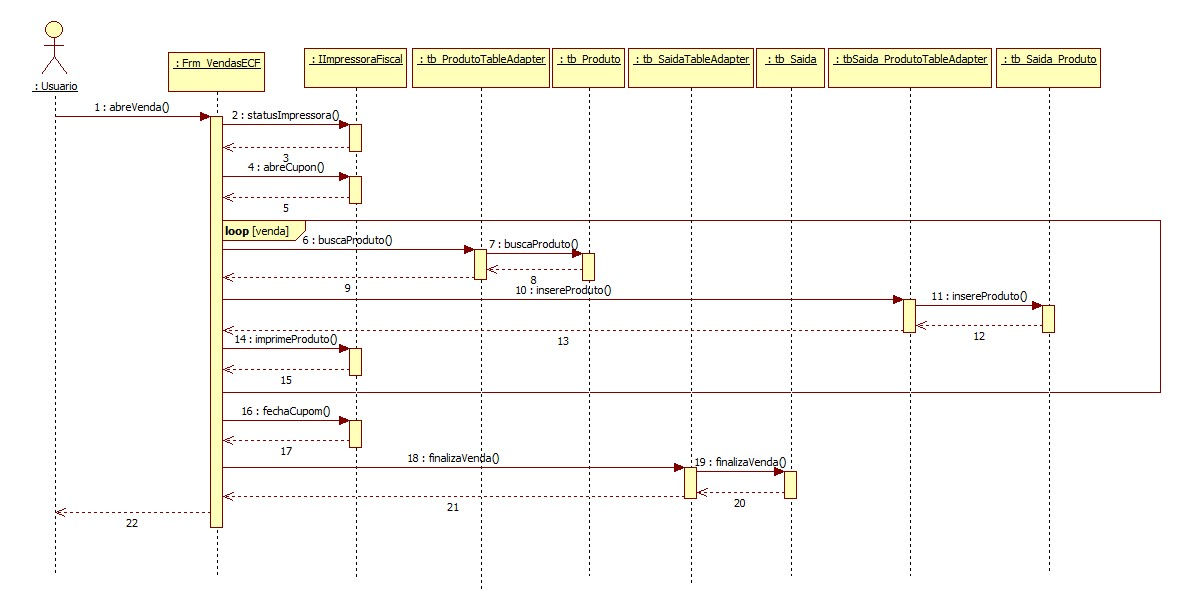 : Usuario
: Frm_VendasECF
: IImpressoraFiscal
: tb_ProdutoTableAdapter
: tb_Produto
: tb_SaidaTableAdapter
: tb_Saida
: tbSaida_ProdutoTableAdapter
: tb_Saida_Produto
1 : abreVenda()
2 : statusImpressora()
3
4 : abreCupon()
5
loop [venda]
6 : buscaProduto()
7 : buscaProduto()
8
9
10 : insereProduto()
11 : insereProduto()
12
13
14 : imprimeProduto()
15
16 : fechaCupom()
17
18 : finalizaVenda()
19 : finalizaVenda()
20
21
22